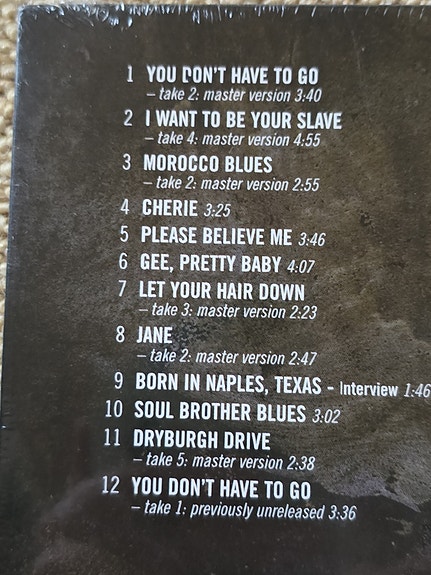 1 YOU DON'T HAVE TO GO
– take 2: master version 3:40
2 I WANT TO BE YOUR SLAVE
– take 4: master version 4:55
3 MOROCCO BLUES
– take 2: master version 2:55
4 CHERIE 3:25
5 PLEASE BELIEVE ME 3:46
6 GEE, PRETTY BABY 4:07
7 LET YOUR HAIR DOWN
– take 3: master version 2:23
8 JANE
– take 2: master version 2:47
9 BORN IN NAPLES, TEXAS - Interview 1:46
10 SOUL BROTHER BLUES 3:02
11 DRYBURGH DRIVE
– take 5: master version 2:38
12 YOU DON'T HAVE TO GO
– take 1: previously unreleased 3:36